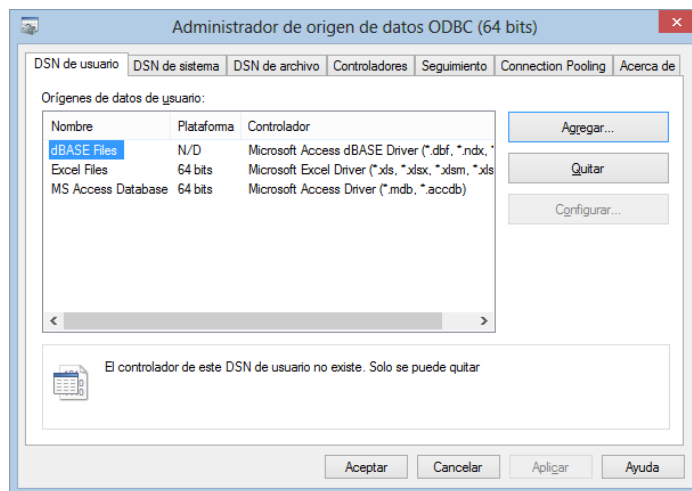 Administrador de origen de datos ODBC (64 bits)
DSN de usuario DSN de sistema DSN de archivo Controladores Seguimiento Connection Pooling Acerca de
Orígenes de datos de usuario:
Nombre Plataforma Controlador
dBASE Files N/D Microsoft Access dBASE Driver (*.dbf, *.ndx, *
Excel Files 64 bits Microsoft Excel Driver (*.xls, *.xlsx, *.xlsm, *.xls
MS Access Database 64 bits Microsoft Access Driver (*.mdb, *.accdb)
Agregar...
Quitar
Configurar...
El controlador de este DSN de usuario no existe. Solo se puede quitar
Aceptar Cancelar Aplicar Ayuda